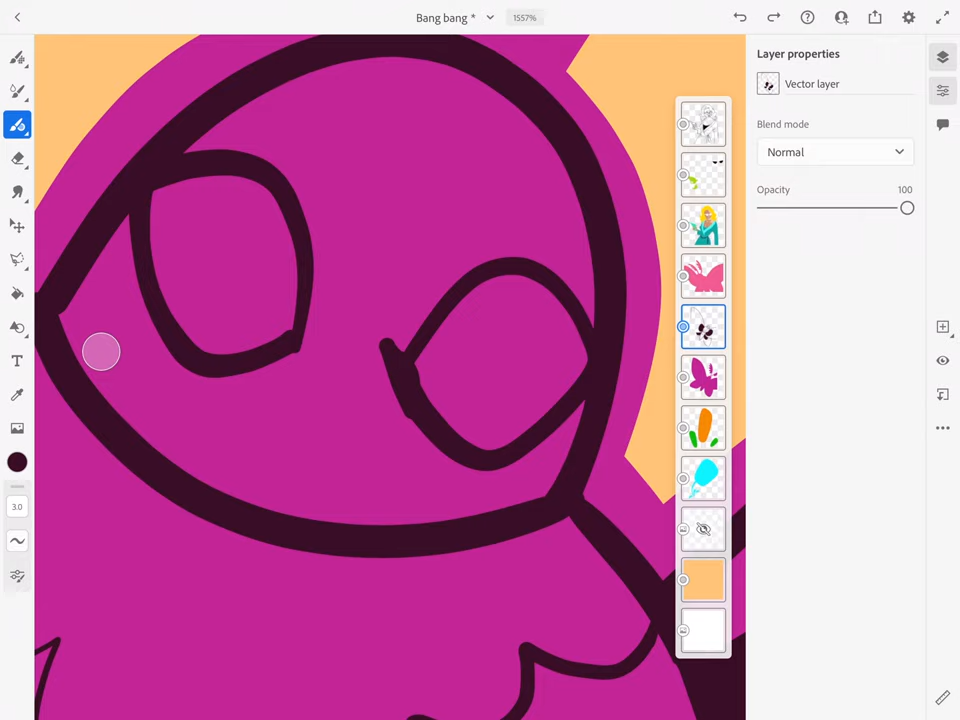 Bang bang *
1557%
Layer properties
Vector layer
Blend mode
Normal
Opacity 100
T
3.0